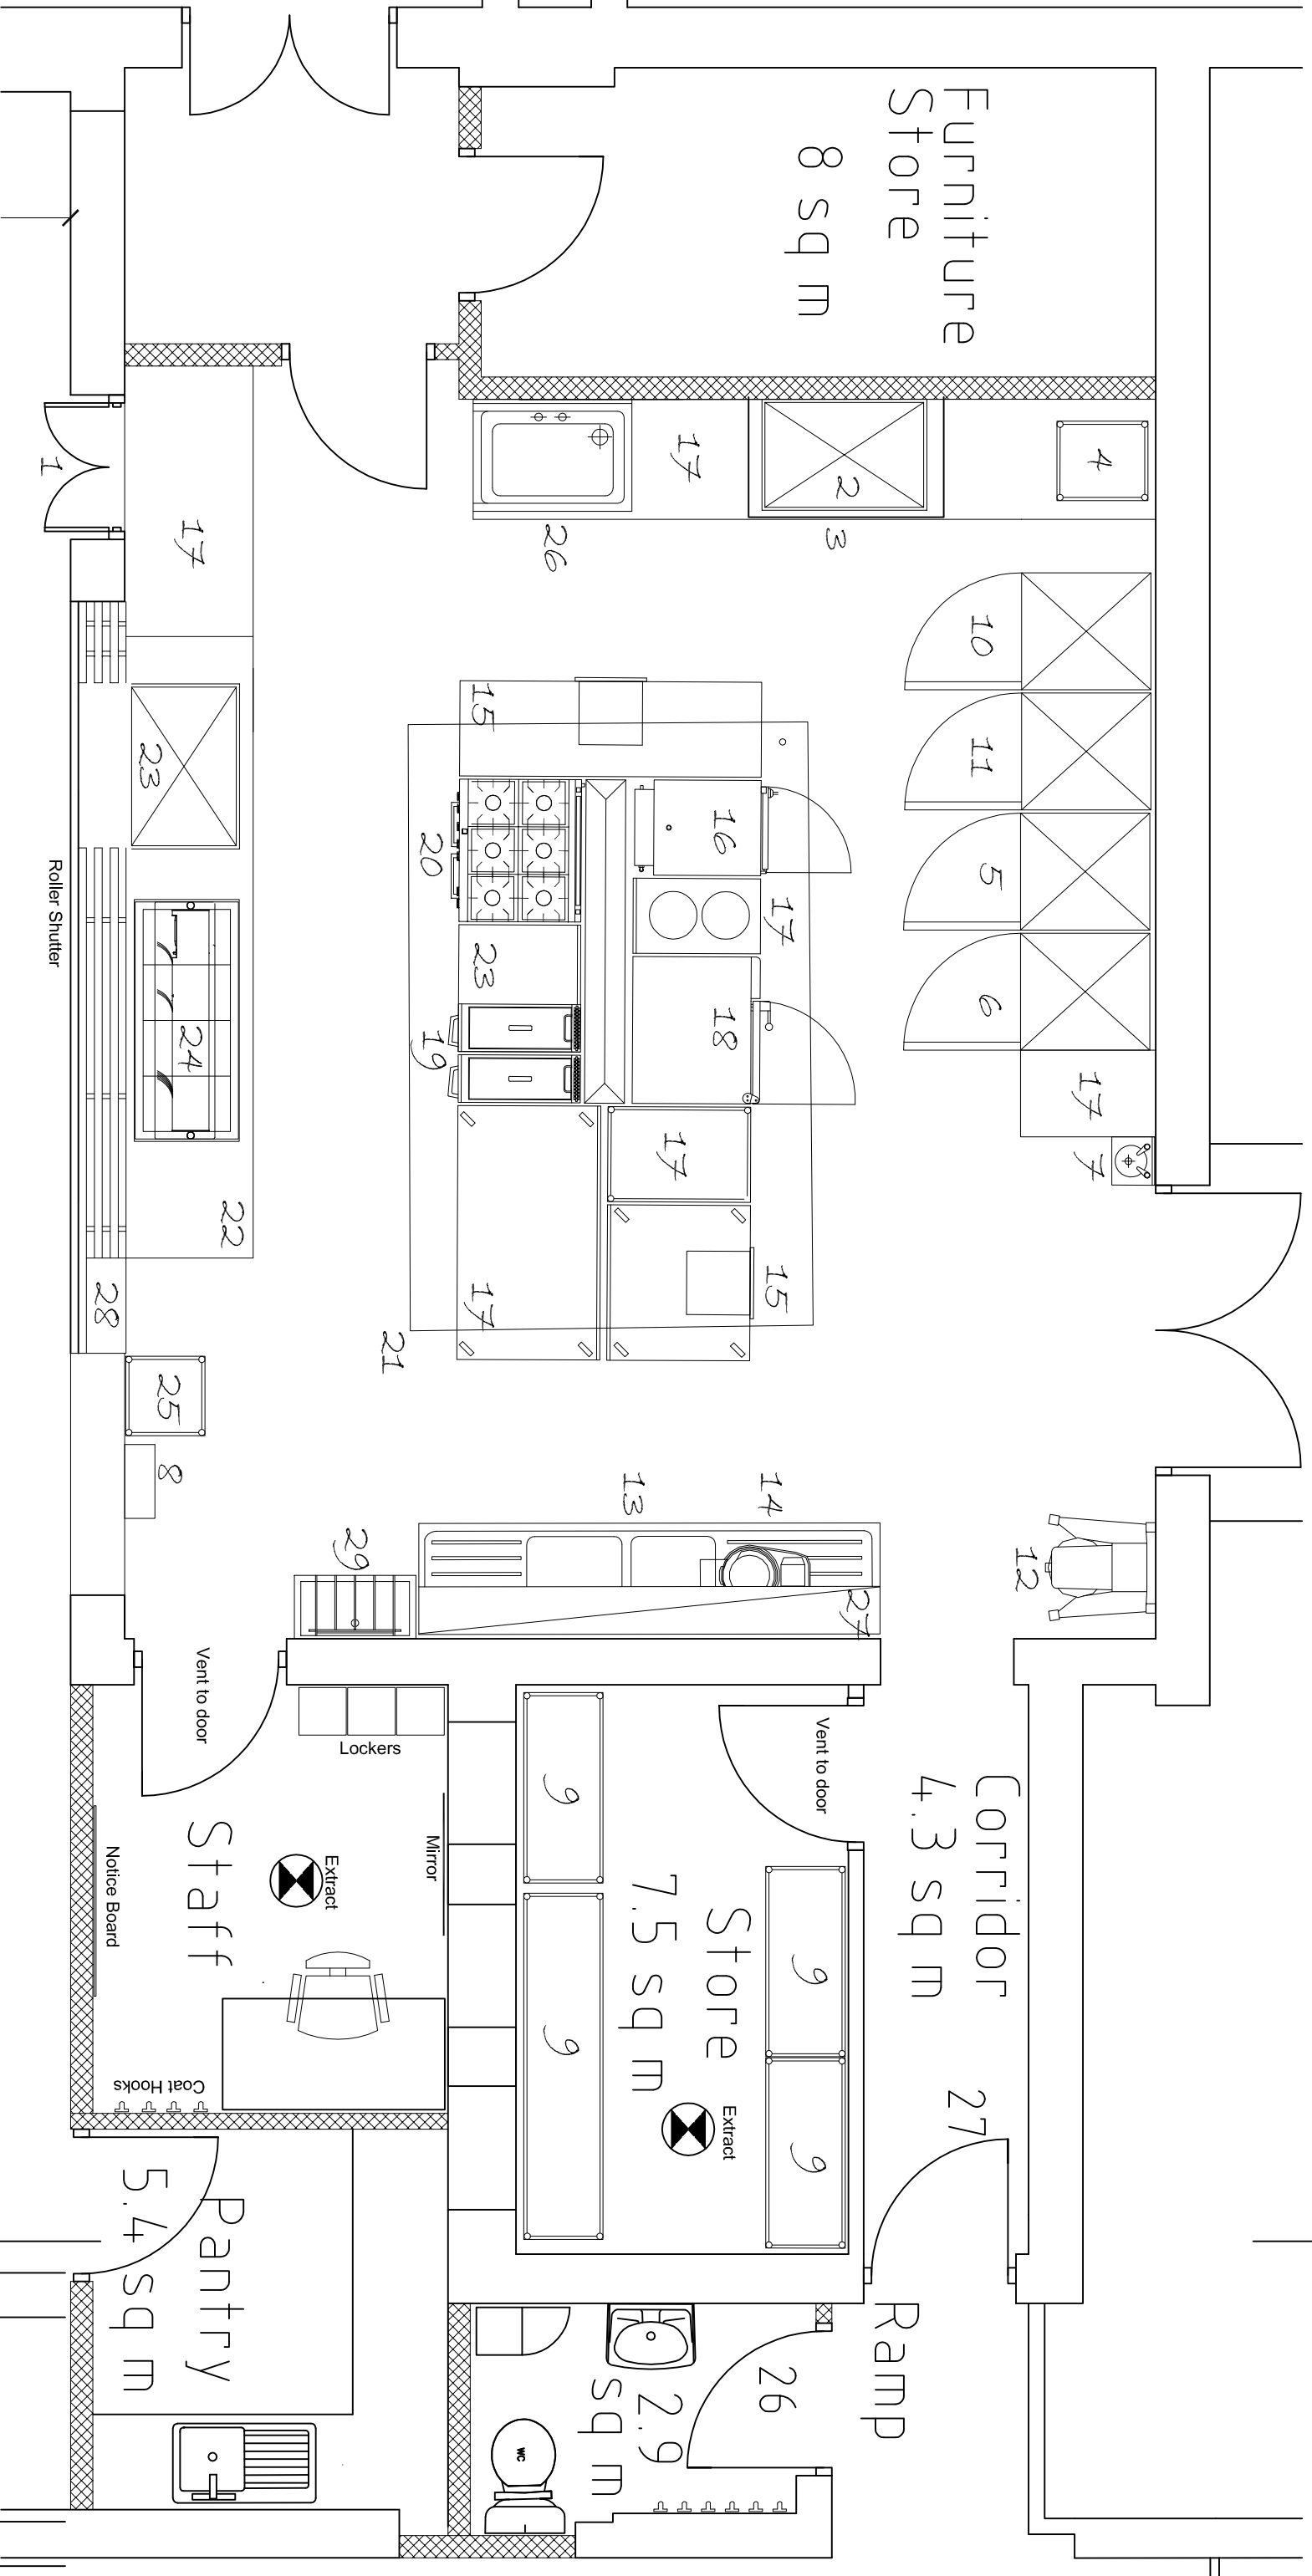 Furniture
Store
8 sq m
4
2
17
3
26
1
17
10
11
5
6
17
7
15
16
20
17
23
18
19
17
15
17
21
23
24
22
28
Roller Shutter
25
8
14
13
12
29
27
Vent to door
Lockers
Mirror
Extract
Staff
Notice Board
Coat Hooks
Vent to door
9
9
Store
7.5 sq m
9
9
Extract
Corridor
4.3 sq m
27
Ramp
26
2.9
sq m
WC
Pantry
5.4 sq m